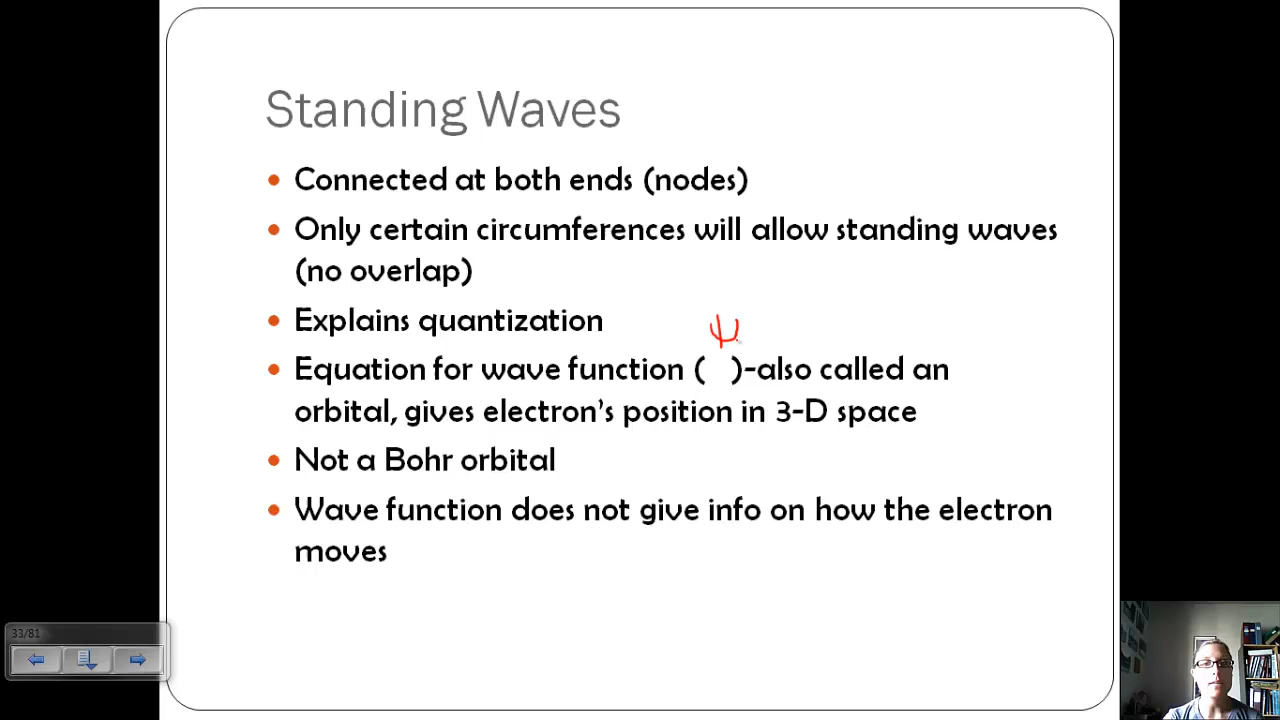 Standing Waves
• Connected at both ends (nodes)
• Only certain circumferences will allow standing waves
(no overlap)
• Explains quantization
ψ
• Equation for wave function ( )-also called an
orbital, gives electron's position in 3-D space
• Not a Bohr orbital
• Wave function does not give info on how the electron
moves
33/81